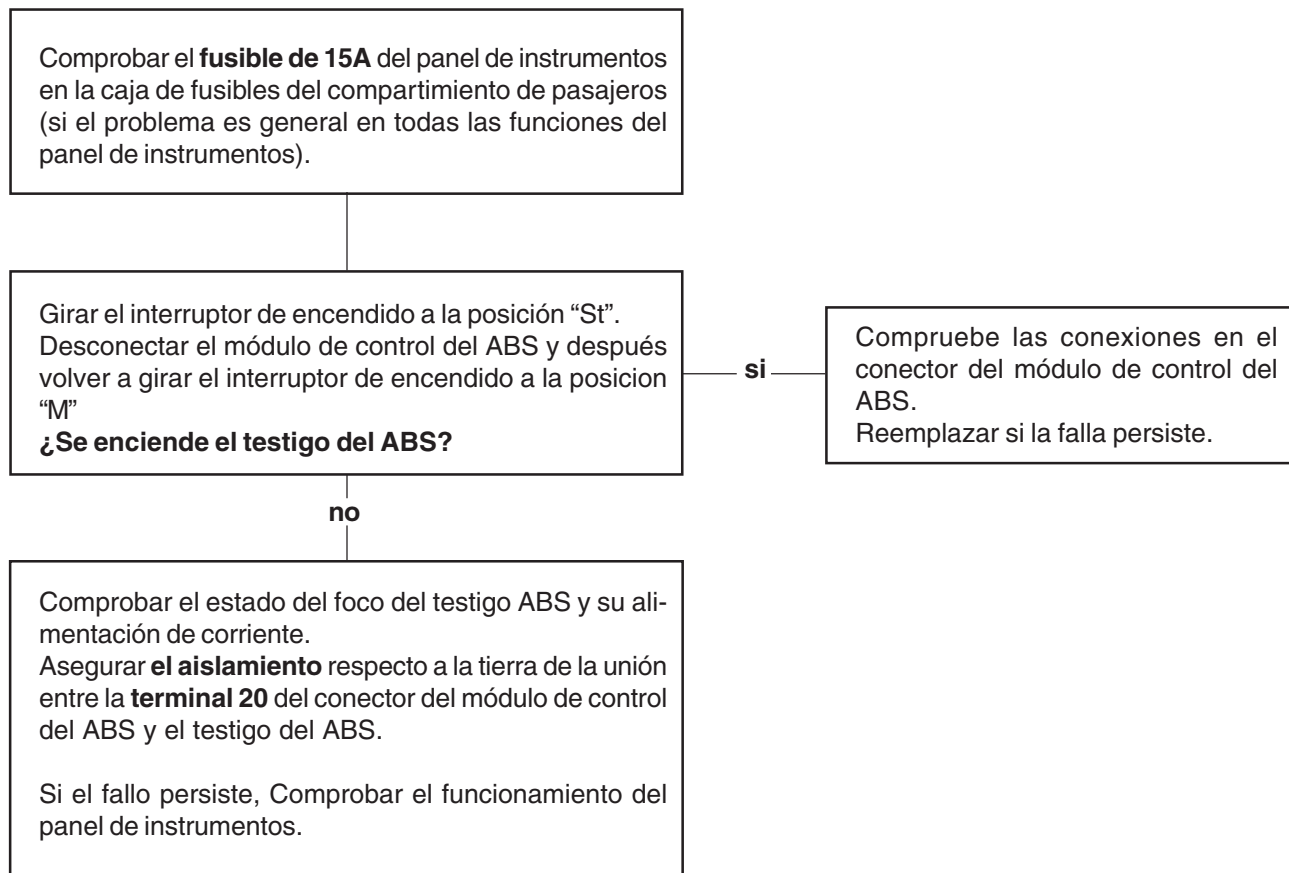 Comprobar el fusible de 15A del panel de instrumentos
en la caja de fusibles del compartimiento de pasajeros
(si el problema es general en todas las funciones del
panel de instrumentos).
Girar el interruptor de encendido a la posición “St”.
Desconectar el módulo de control del ABS y después
volver a girar el interruptor de encendido a la posicion
“M”
¿Se enciende el testigo del ABS?
si
Compruebe las conexiones en el
conector del módulo de control del
ABS.
Reemplazar si la falla persiste.
no
Comprobar el estado del foco del testigo ABS y su ali-
mentación de corriente.
Asegurar el aislamiento respecto a la tierra de la unión
entre la terminal 20 del conector del módulo de control
del ABS y el testigo del ABS.
Si el fallo persiste, Comprobar el funcionamiento del
panel de instrumentos.